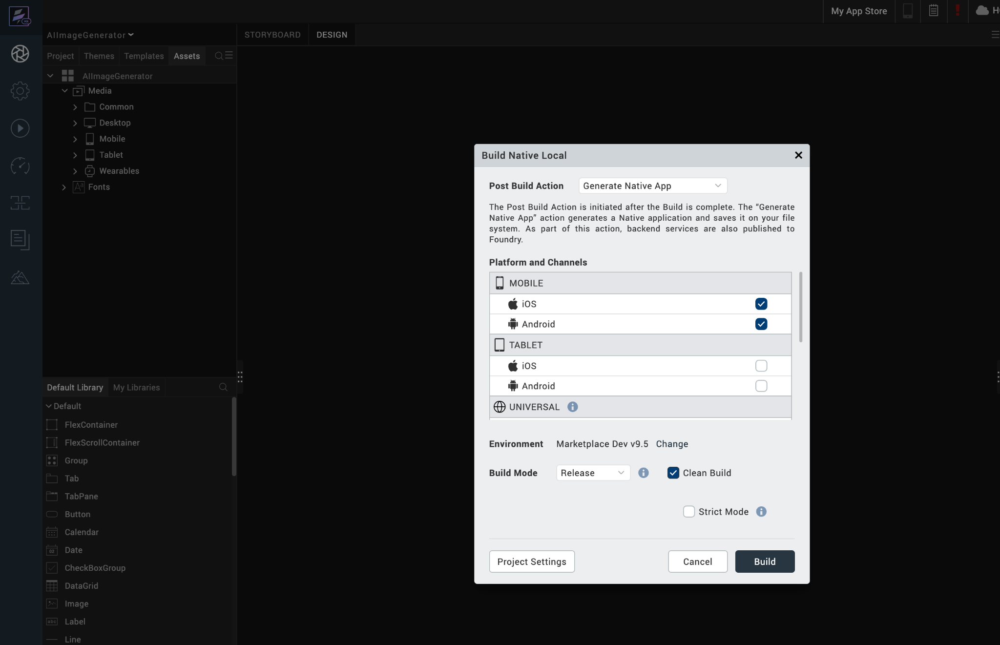 My App Store
AIImageGenerator
STORYBOARD
DESIGN
Project
Themes
Templates
Assets
AIImageGenerator
Media
Common
Desktop
Mobile
Tablet
Wearables
Fonts
Default Library
My Libraries
Default
FlexContainer
FlexScrollContainer
Group
Tab
TabPane
Button
Calendar
02
Date
CheckBoxGroup
DataGrid
Image
abc
Label
Line
Build Native Local
Post Build Action
Generate Native App
The Post Build Action is initiated after the Build is complete. The “Generate
Native App” action generates a Native application and saves it on your file
system. As part of this action, backend services are also published to
Foundry.
Platform and Channels
MOBILE
iOS
Android
TABLET
iOS
Android
UNIVERSAL
Environment
Marketplace Dev v9.5
Change
Build Mode
Release
Clean Build
Strict Mode
Project Settings
Cancel
Build